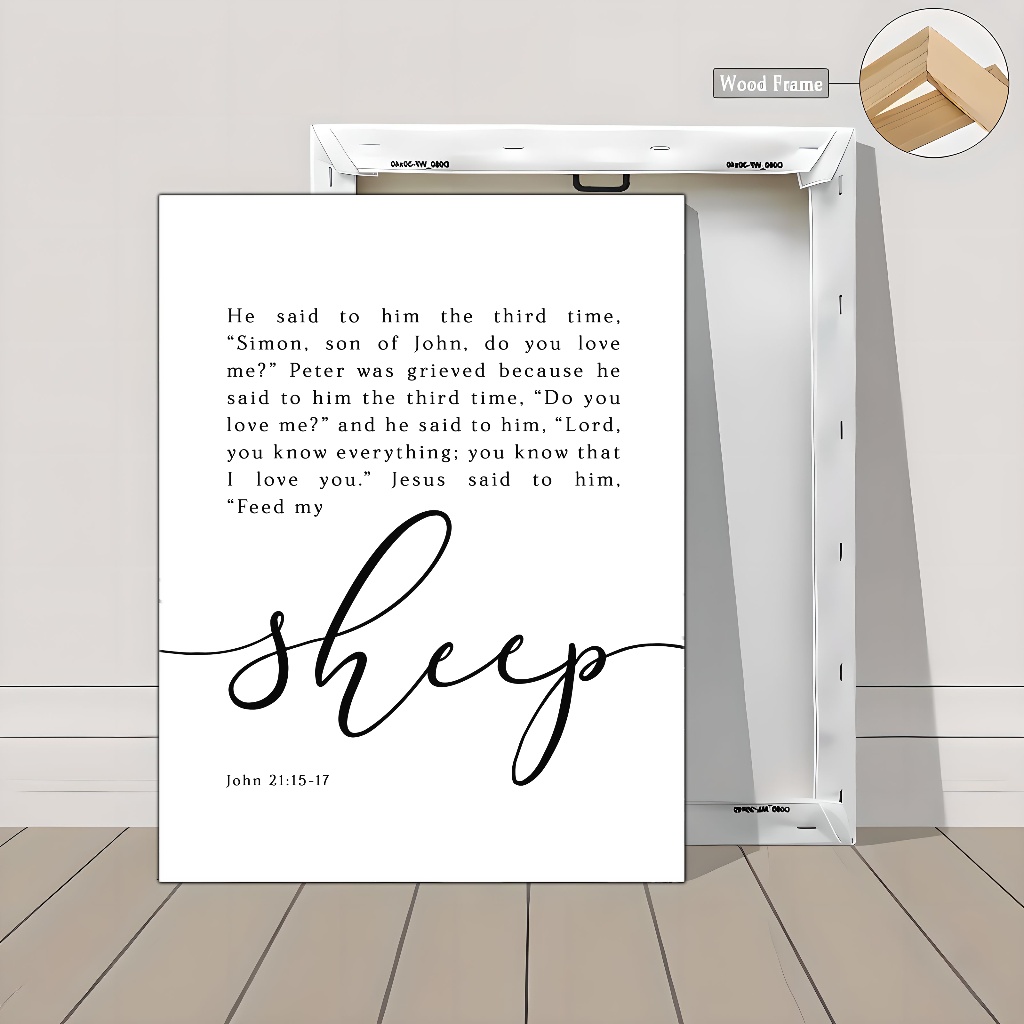 Wood Frame
He said to him the third time,
“Simon, son of John, do you love
me?” Peter was grieved because he
said to him the third time, “Do you
love me?” and he said to him, “Lord,
you know everything; you know that
I love you.” Jesus said to him,
“Feed my
sheep
John 21:15-17